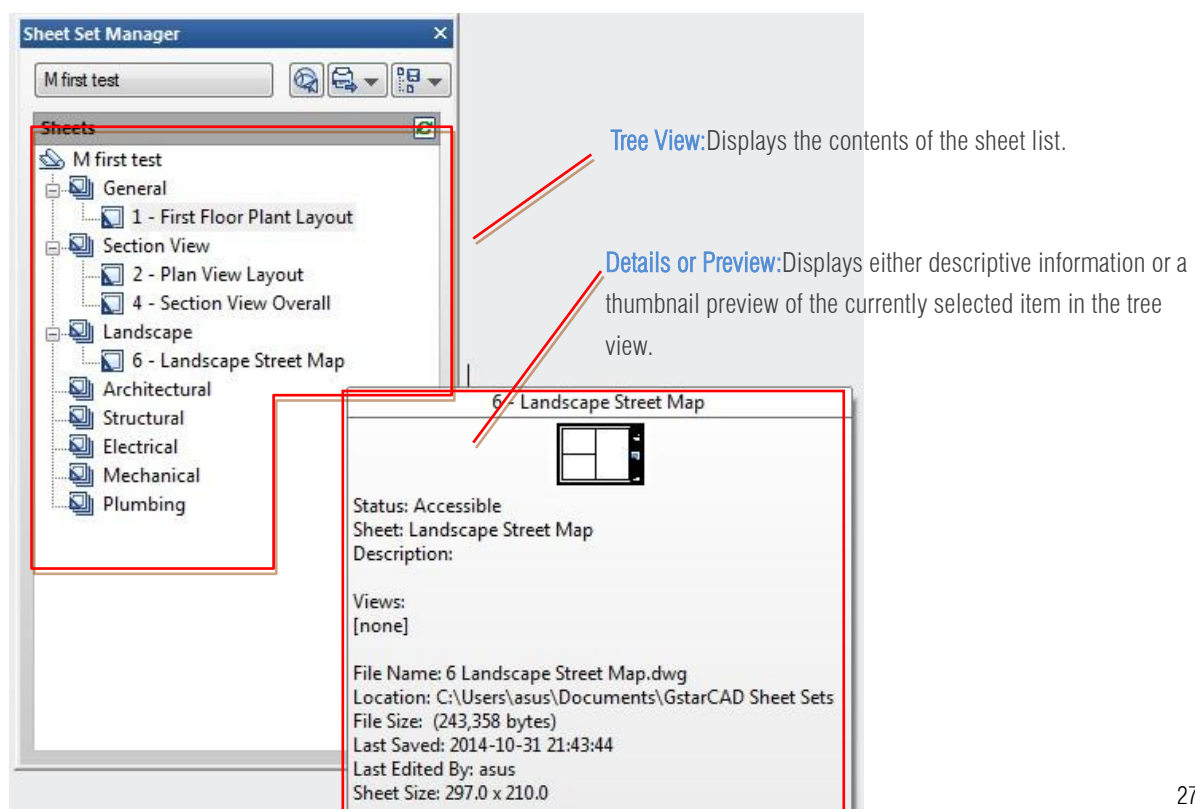 Sheet Set Manager
M first test
Sheets
M first test
General
1 - First Floor Plant Layout
Section View
2 - Plan View Layout
4 - Section View Overall
Landscape
6 - Landscape Street Map
Architectural
Structural
Electrical
Mechanical
Plumbing
Tree View:Displays the contents of the sheet list.
Details or Preview:Displays either descriptive information or a
thumbnail preview of the currently selected item in the tree
view.
6 - Landscape Street Map
Status: Accessible
Sheet: Landscape Street Map
Description:
Views:
[none]
File Name: 6 Landscape Street Map.dwg
Location: C:\Users\asus\Documents\GstarCAD Sheet Sets
File Size: (243,358 bytes)
Last Saved: 2014-10-31 21:43:44
Last Edited By: asus
Sheet Size: 297.0 x 210.0
27